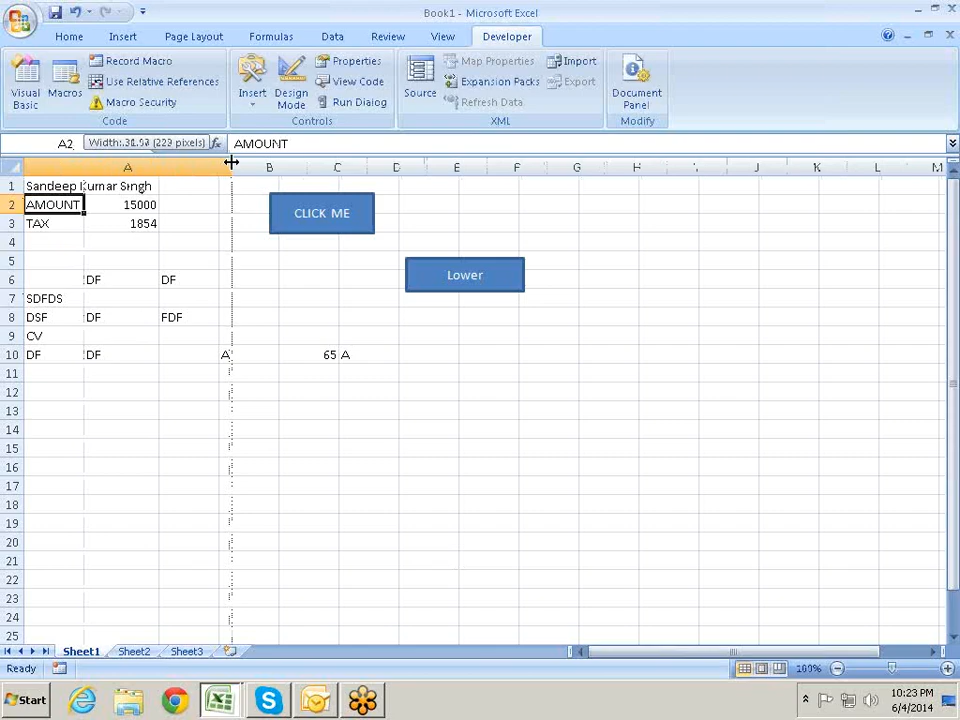 Book1 - Microsoft Excel
Home Insert Page Layout Formulas Data Review View Developer
Visual Basic
Macros
Record Macro
Use Relative References
Macro Security
Code
Insert
Design Mode
Properties
View Code
Run Dialog
Controls
Source
Map Properties
Expansion Packs
Refresh Data
Import
Export
XML
Document Panel
Modify
A2 Width: (223 pixels) fx AMOUNT
A B C D E F G H I J K L M
1 Sandeep Kumar Singh
2 AMOUNT 15000
3 TAX 1854
4
5
6 DF DF
7 SDFDS
8 DSF DF FDF
9 CV
10 DF DF A 65 A
11
12
13
14
15
16
17
18
19
20
21
22
23
24
25
CLICK ME
Lower
Sheet1 Sheet2 Sheet3
Ready 100%
Start
10:23 PM
6/4/2014